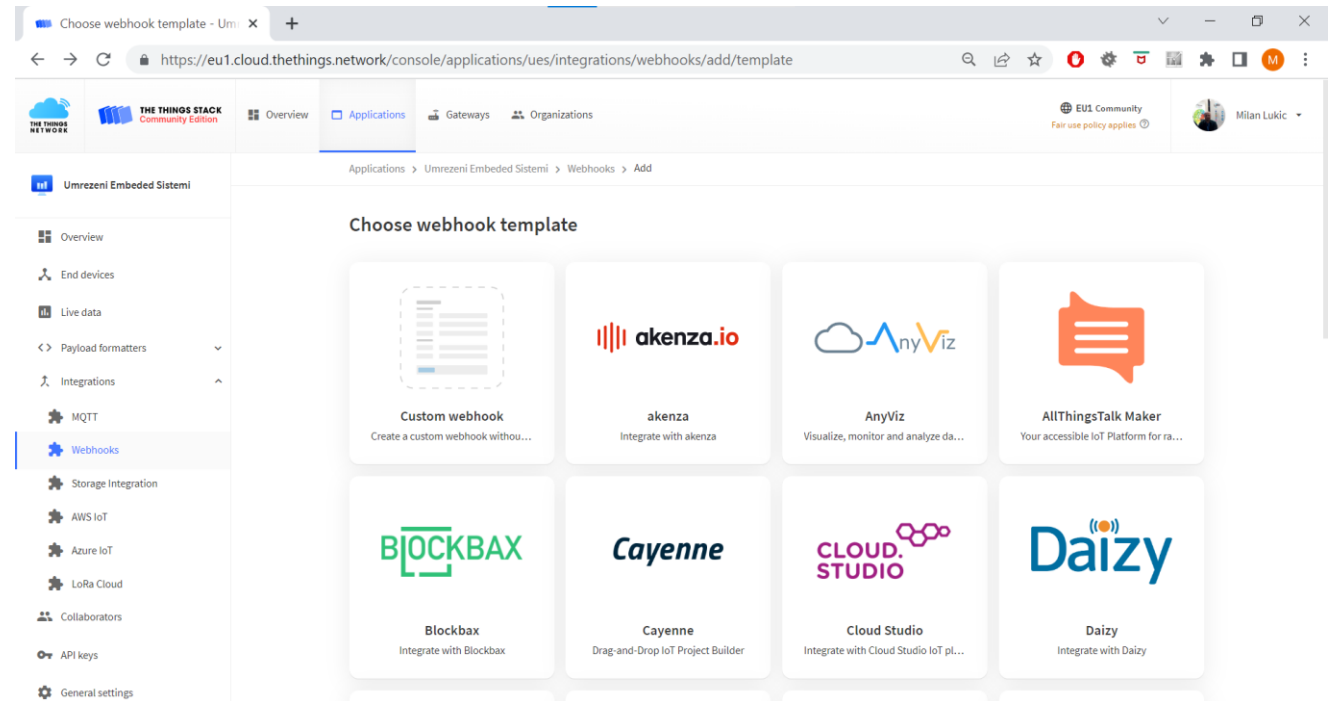 Choose webhook template - Um
https://eu1.cloud.thethings.network/console/applications/ues/integrations/webhooks/add/template
M
THE THINGS
NETWORK
THE THINGS STACK
Community Edition
Overview
Applications
Gateways
Organizations
EU1 Community
Fair use policy applies
Milan Lukic
Umrezeni Embeded Sistemi
Applications > Umrezeni Embeded Sistemi > Webhooks > Add
Overview
End devices
Live data
Payload formatters
Integrations
MQTT
Webhooks
Storage Integration
AWS IoT
Azure IoT
LoRa Cloud
Collaborators
API keys
General settings
Choose webhook template
Custom webhook
Create a custom webhook withou...
akenza.io
akenza
Integrate with akenza
AnyViz
AnyViz
Visualize, monitor and analyze da...
AllThingsTalk Maker
Your accessible IoT Platform for ra...
BLOCKBAX
Blockbax
Integrate with Blockbax
Cayenne
Cayenne
Drag-and-Drop IoT Project Builder
CLOUD.
STUDIO
Cloud Studio
Integrate with Cloud Studio IoT pl...
Daizy
Daizy
Integrate with Daizy